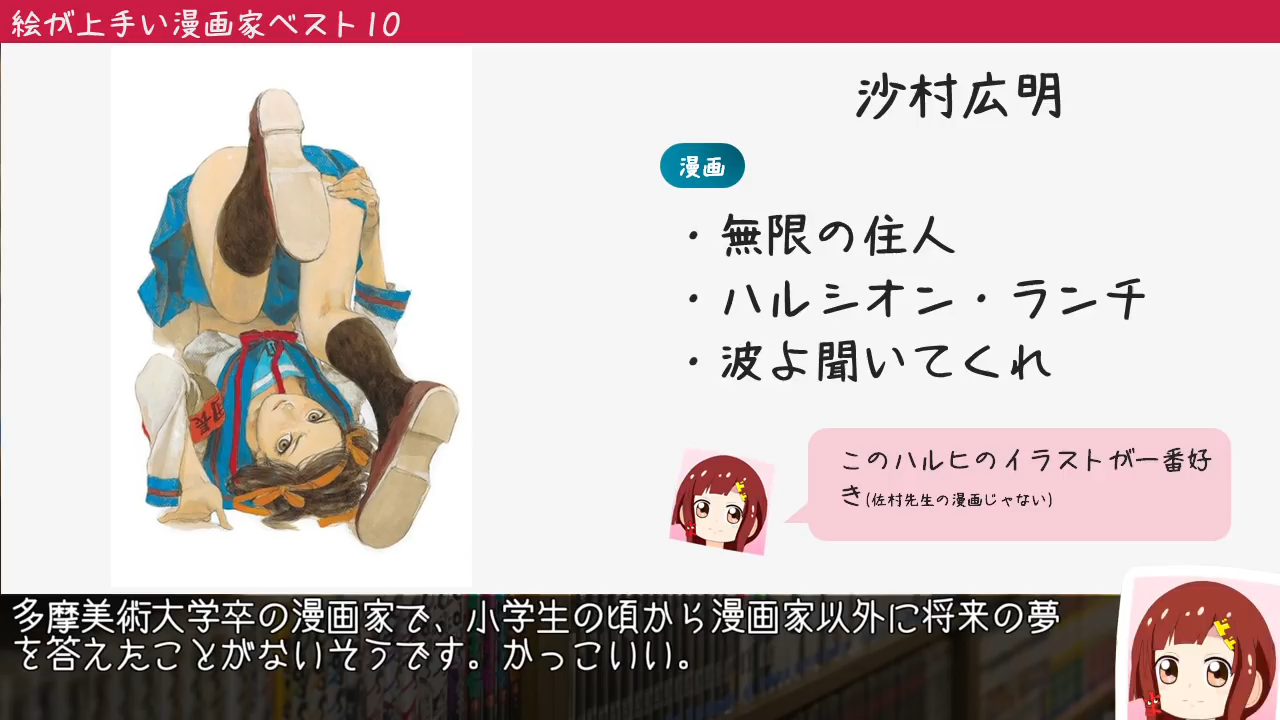 絵が上手い漫画家ベスト10
沙村広明
漫画
・無限の住人
・ハルシオン・ランチ
・波よ聞いてくれ
団長
このハルヒのイラストが一番好
き(佐村先生の漫画じゃない)
多摩美術大学卒の漫画家で、小学生の頃から漫画家以外に将来の夢
を答えたことがないそうです。かっこいい。